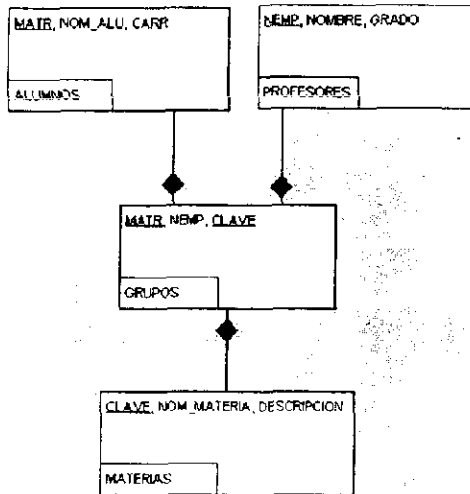 MATR, NOM_ALU, CARR
ALUMNOS
NEMP, NOMBRE, GRADO
PROFESORES
MATR, NEMP, CLAVE
GRUPOS
CLAVE, NOM_MATERIA, DESCRIPCION
MATERIAS